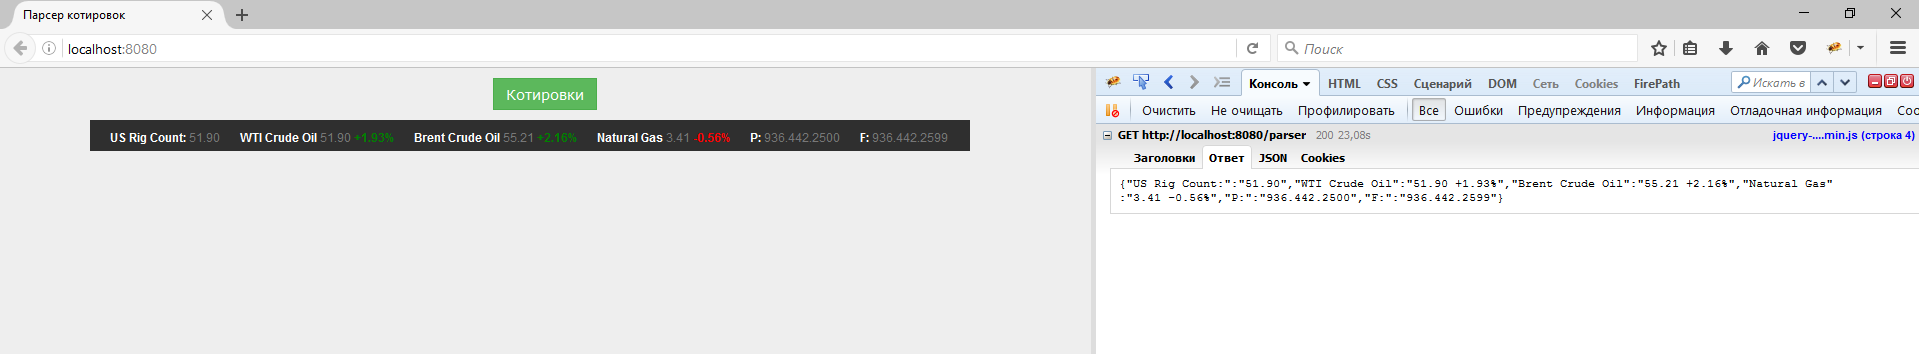 Парсер котировок
localhost:8080
Поиск
Котировки
US Rig Count: 51.90 WTI Crude Oil 51.90 +1.93% Brent Crude Oil 55.21 +2.16% Natural Gas 3.41 -0.56% P: 936.442.2500 F: 936.442.2599
Консоль HTML CSS Сценарий DOM Сеть Cookies FirePath Искать в
Очистить Не очищать Профилировать Все Ошибки Предупреждения Информация Отладочная информация Coo
GET http://localhost:8080/parser 200 23,08s jquery-....min.js (строка 4)
Заголовки Ответ JSON Cookies
{"US Rig Count:":"51.90","WTI Crude Oil":"51.90 +1.93%","Brent Crude Oil":"55.21 +2.16%","Natural Gas"
:"3.41 -0.56%","P:":"936.442.2500","F:":"936.442.2599"}